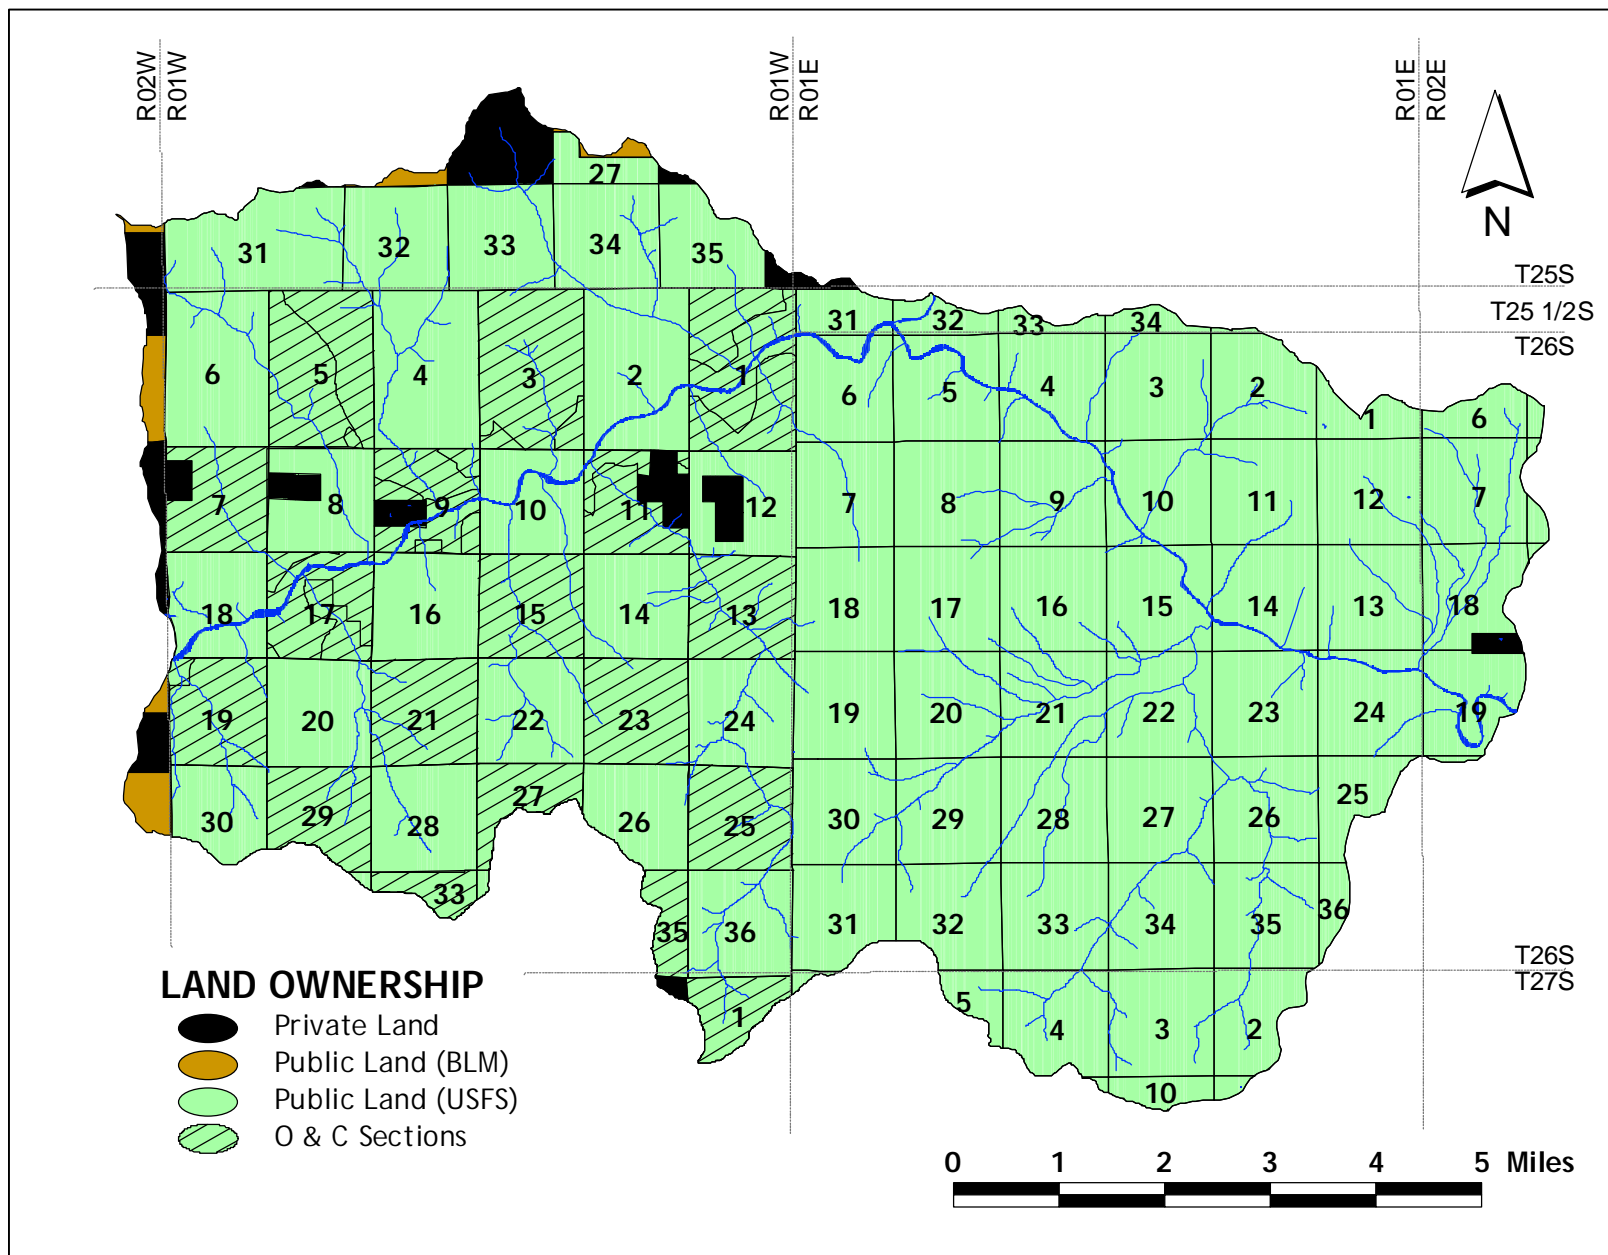 R02W
R01W
R01W
R01E
R01E
R02E
N
27
31 32 33 34 35
T25S
T25 1/2S
31 32 33 34
T26S
6 5 4 3 2 1 6 5 4 3 2 1 6
7 8 9 10 11 12 7 8 9 10 11 12 7
18 17 16 15 14 13 18 17 16 15 14 13 18
19 20 21 22 23 24 19 20 21 22 23 24 19
30 29 28 27 26 25 30 29 28 27 26 25
33 35 36 31 32 33 34 35 36
T26S
T27S
1 5 4 3 2
10
LAND OWNERSHIP
Private Land
Public Land (BLM)
Public Land (USFS)
O & C Sections
0 1 2 3 4 5 Miles